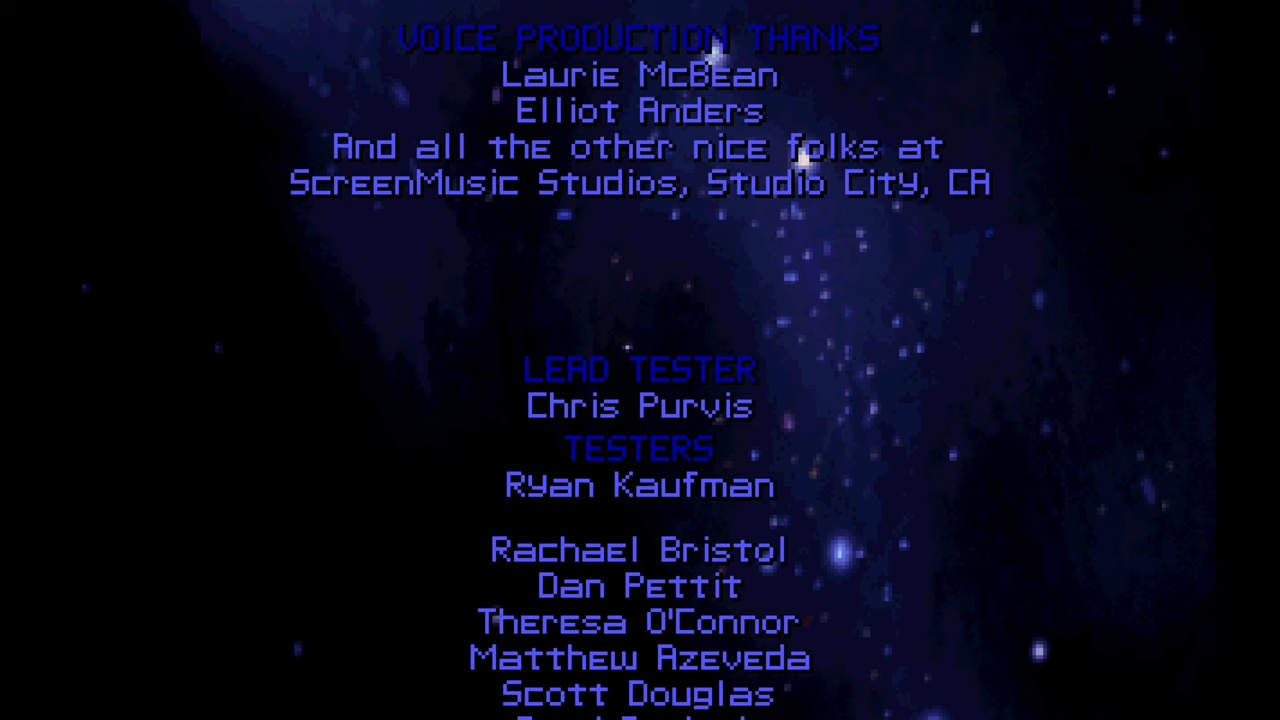 VOICE PRODUCTION THANKS
Laurie McBean
Elliot Anders
And all the other nice folks at
ScreenMusic Studios, Studio City, CA
LEAD TESTER
Chris Purvis
TESTERS
Ryan Kaufman
Rachael Bristol
Dan Pettit
Theresa O'Connor
Matthew Azeveda
Scott Douglas